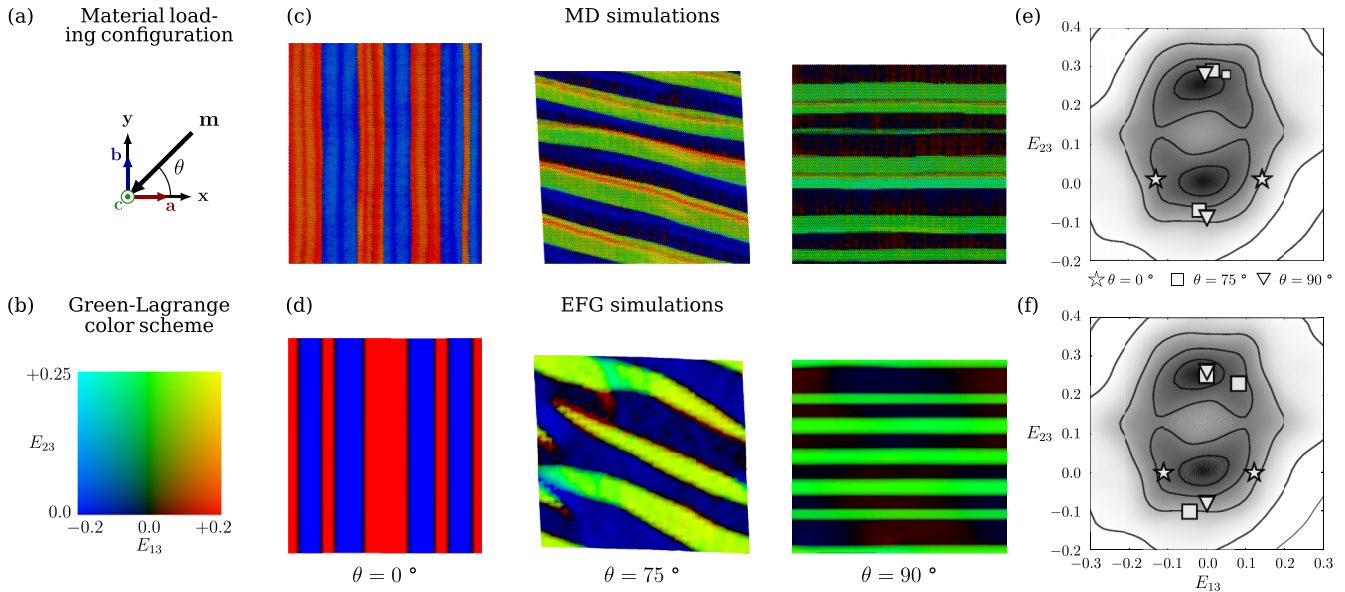 (a)
Material load-
ing configuration
y
m
b
θ
x
c
a
(b)
Green-Lagrange
color scheme
+0.25
E23
0.0
−0.2
0.0
+0.2
E13
(c)
MD simulations
(d)
EFG simulations
θ = 0 °
θ = 75 °
θ = 90 °
(e)
0.4
0.3
0.2
E23
0.1
0.0
−0.1
−0.2
θ = 0 ° θ = 75 ° θ = 90 °
(f)
0.4
0.3
0.2
E23
0.1
0.0
−0.1
−0.2
−0.3 −0.2 −0.1 0.0 0.1 0.2 0.3
E13